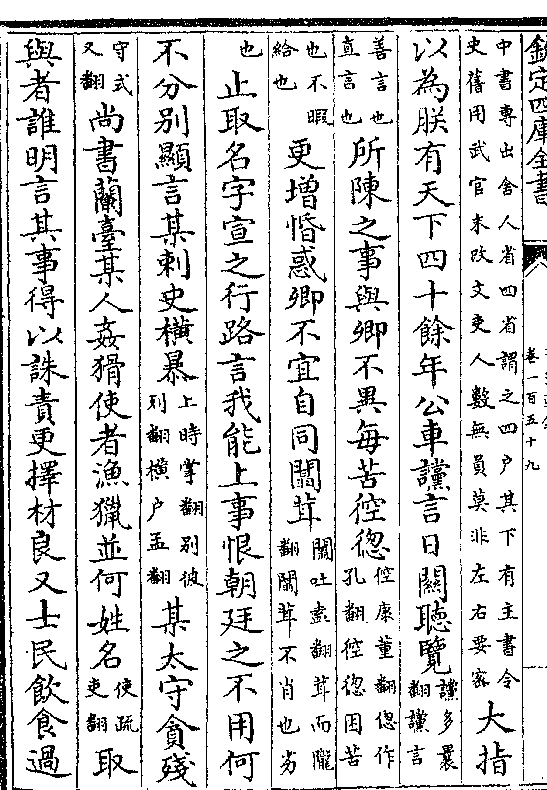 欽定四庫全書
卷一百五十九
中書專出舍人省四省謂之四户其下有主書令史舊用武官宋改文吏人數無員莫非左右要家大指
以為朕有天下四十餘年公車讜言日關聽覽讜多曩翻讜言
善言也直言也所陳之事與卿不異每苦倥偬倥康董翻偬作孔翻倥偬困苦
也不暇給也更增惛惑卿不宜自同闒茸闒吐盍翻茸而隴翻闒茸不肖也劣
也止取名字宣之行路言我能上事恨朝廷之不用何
不分别顯言某刺史横暴上時掌翻别彼列翻横户孟翻某太守貪殘
守式又翻尚書蘭臺某人姦猾使者漁獵並何姓名使疏吏翻取
與者誰明言其事得以誅責更擇材良又士民飲食過